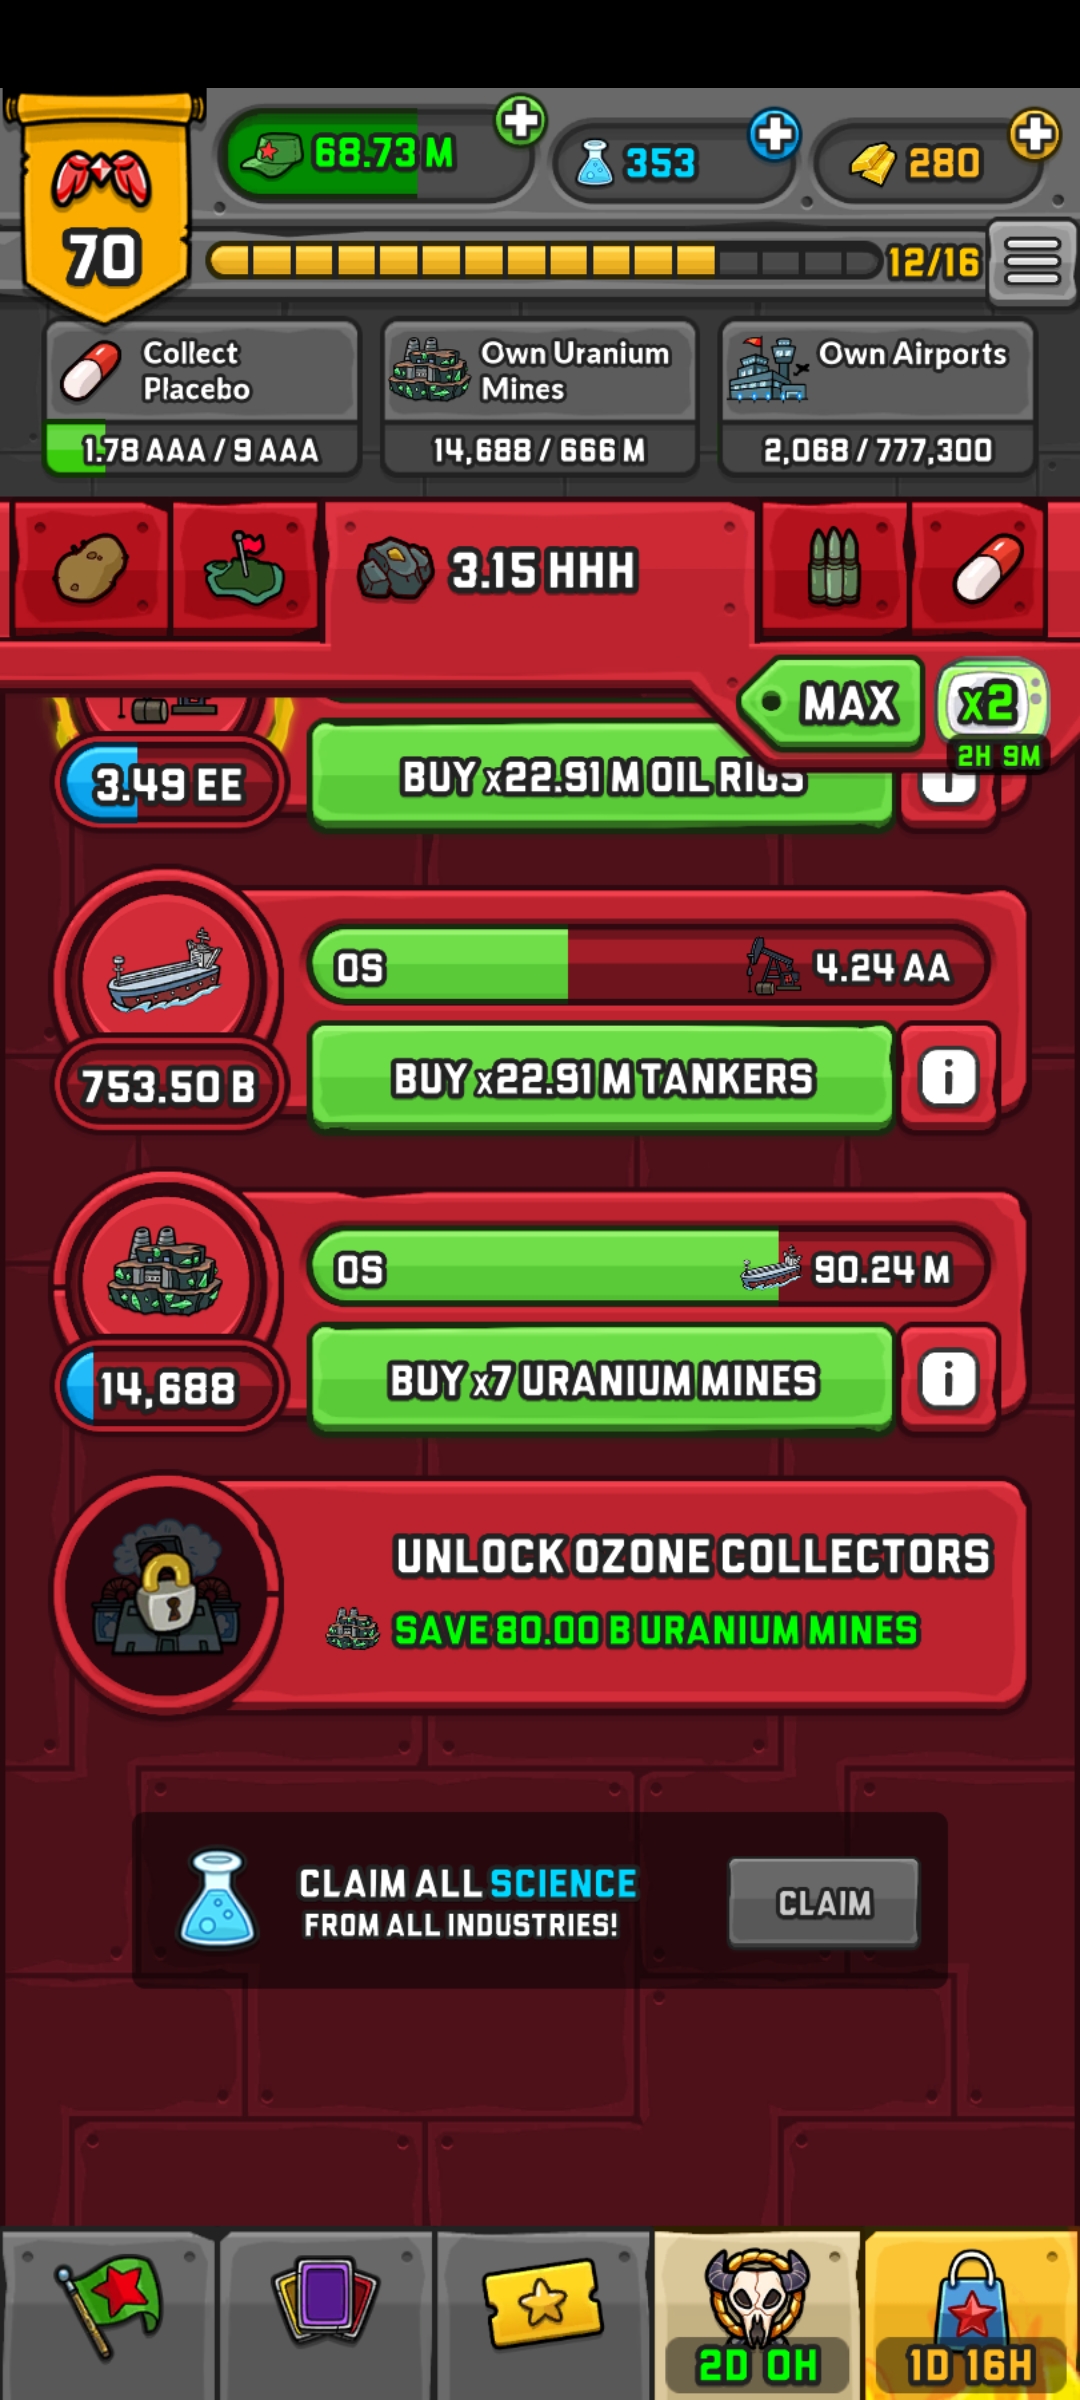 70
68.73 M
353
280
12/16
Collect
Placebo
1.78 AAA / 9 AAA
Own Uranium
Mines
14,688 / 666 M
Own Airports
2,068 / 777,300
3.15 HHH
MAX
x2
2H 9M
3.49 EE
BUY x22.91 M OIL RIGS
0S
4.24 AA
753.50 B
BUY x22.91 M TANKERS
i
0S
90.24 M
14,688
BUY x7 URANIUM MINES
i
UNLOCK OZONE COLLECTORS
SAVE 80.00 B URANIUM MINES
CLAIM ALL SCIENCE
FROM ALL INDUSTRIES!
CLAIM
2D 0H
1D 16H